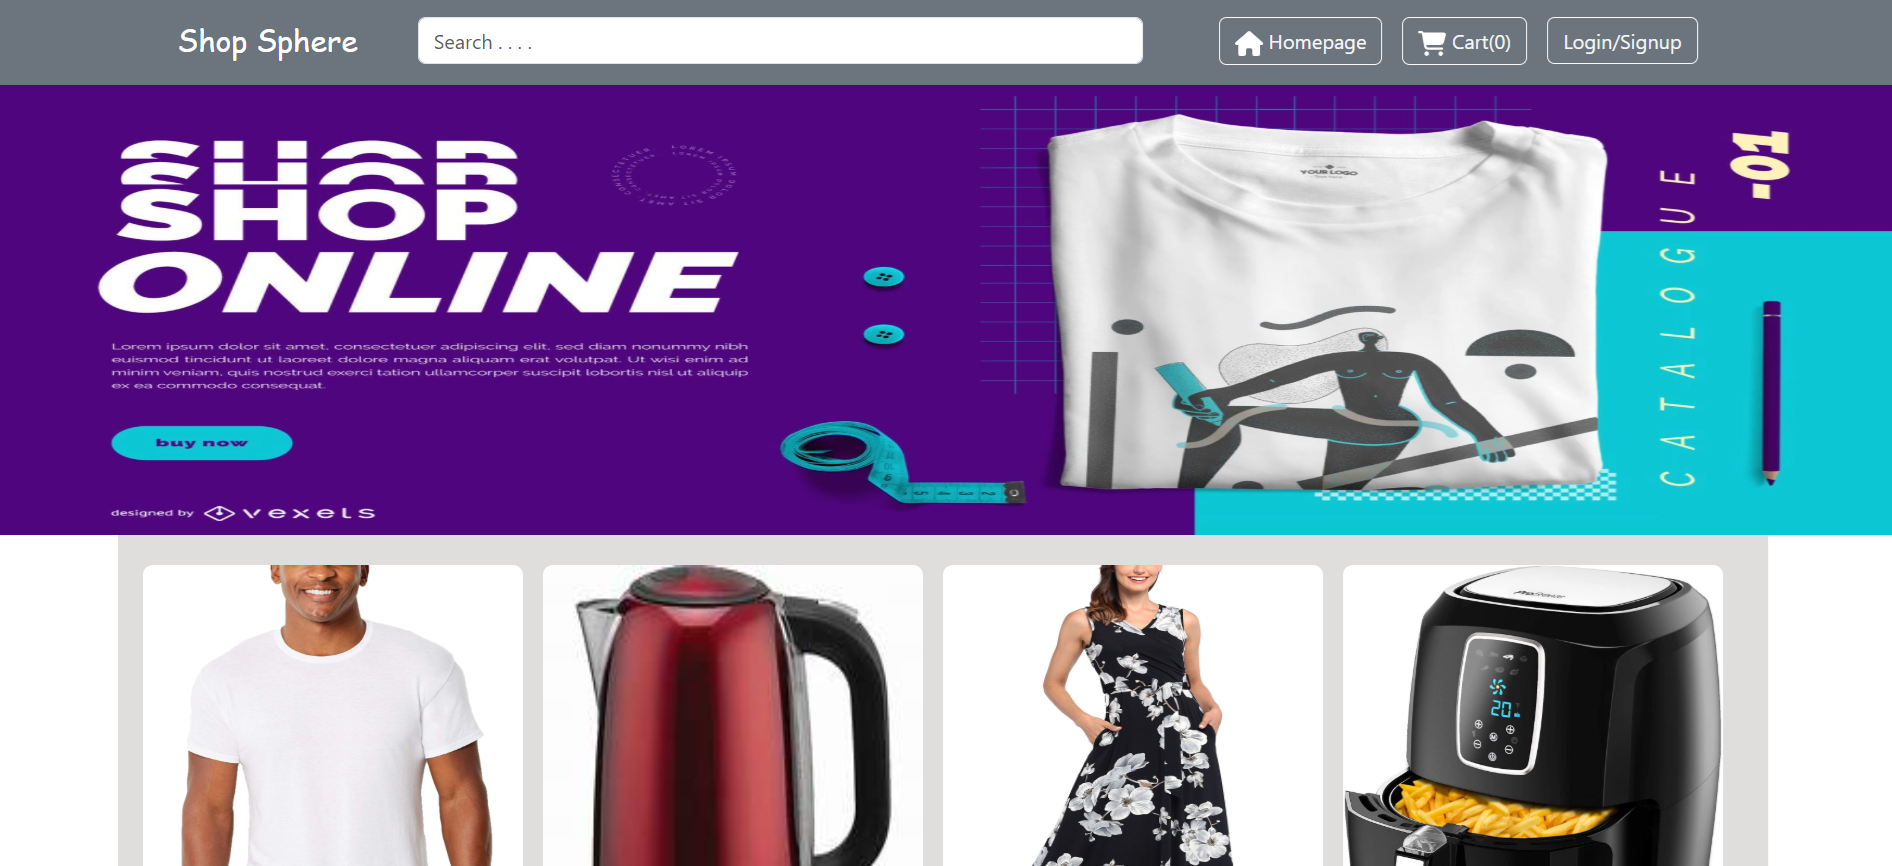 Shop Sphere
Search . . . .
Homepage
Cart(0)
Login/Signup
SHOP
SHOP
SHOP
ONLINE
Lorem ipsum dolor sit amet, consectetuer adipiscing elit, sed diam nonummy nibh
euismod tincidunt ut laoreet dolore magna aliquam erat volutpat. Ut wisi enim ad
minim veniam, quis nostrud exerci tation ullamcorper suscipit lobortis nisl ut aliquip
ex ea commodo consequat.
buy now
designed by vexels
YOUR LOGO
CATALOGUE
-01
20